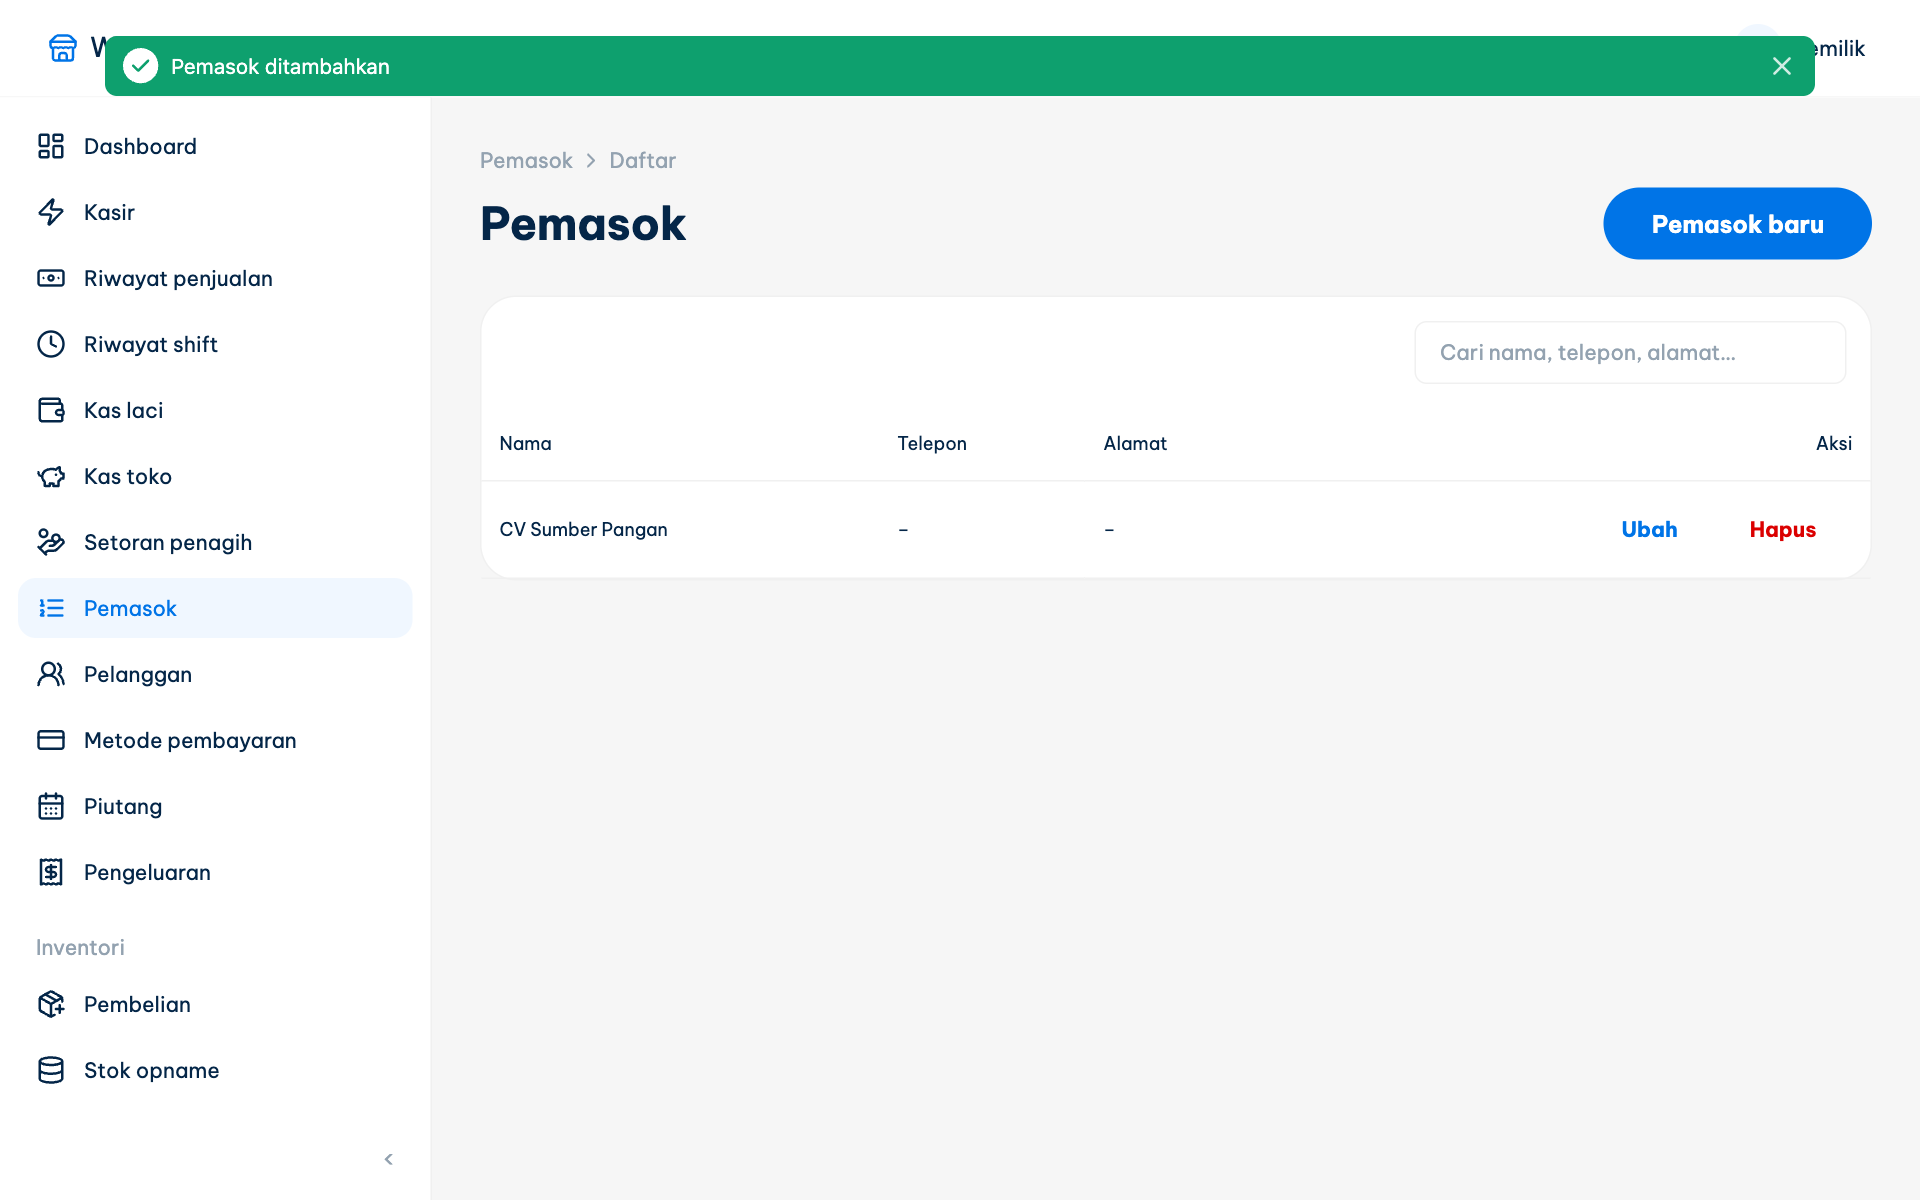 Pemasok ditambahkan
Dashboard
Kasir
Riwayat penjualan
Riwayat shift
Kas laci
Kas toko
Setoran penagih
Pemasok
Pelanggan
Metode pembayaran
Piutang
Pengeluaran
Inventori
Pembelian
Stok opname
Pemasok > Daftar
Pemasok
Pemasok baru
Cari nama, telepon, alamat...
Nama Telepon Alamat Aksi
CV Sumber Pangan – – Ubah Hapus